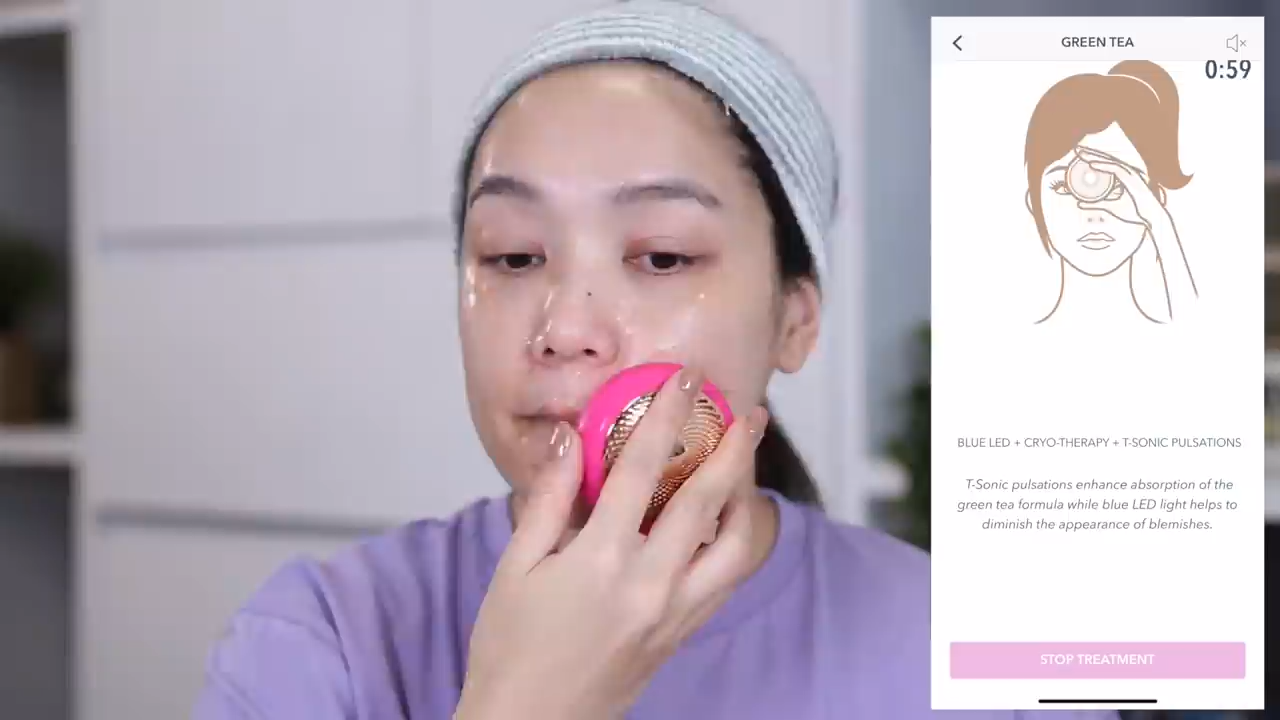 GREEN TEA
0:59
BLUE LED + CRYO-THERAPY + T-SONIC PULSATIONS
T-Sonic pulsations enhance absorption of the
green tea formula while blue LED light helps to
diminish the appearance of blemishes.
STOP TREATMENT